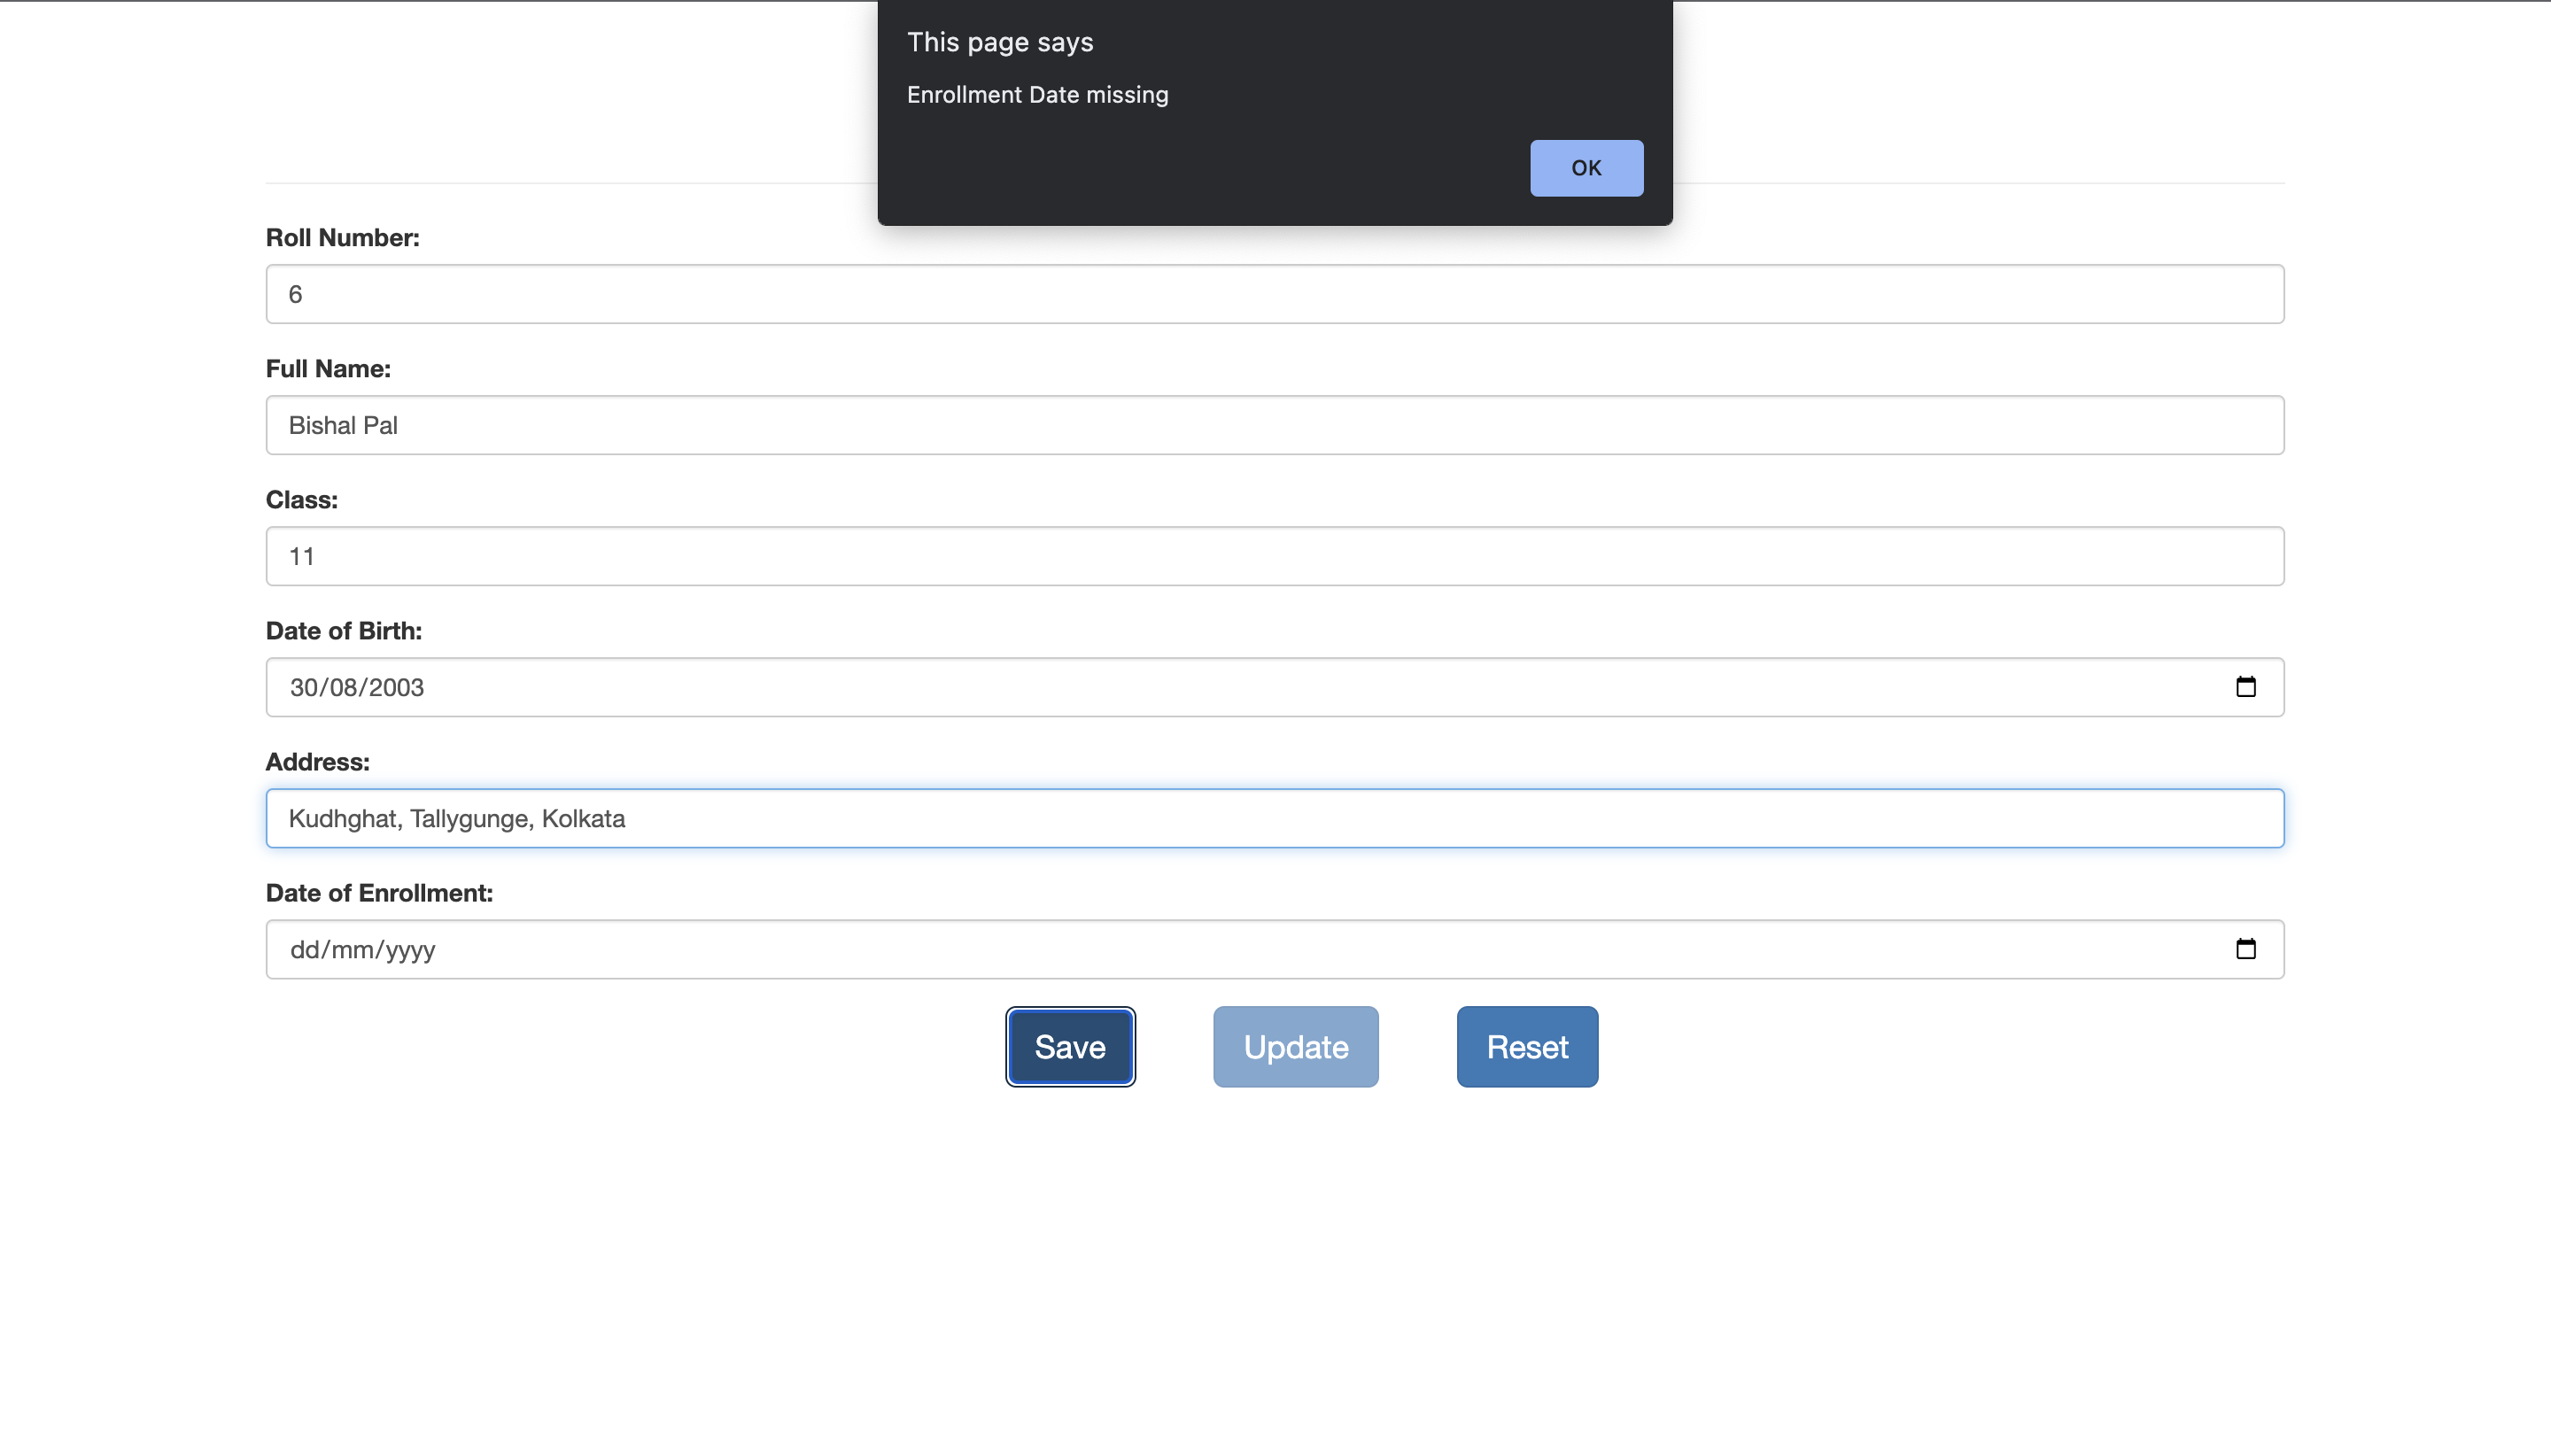 This page says
Enrollment Date missing
OK
Roll Number:
6
Full Name:
Bishal Pal
Class:
11
Date of Birth:
30/08/2003
Address:
Kudhghat, Tallygunge, Kolkata
Date of Enrollment:
dd/mm/yyyy
Save Update Reset